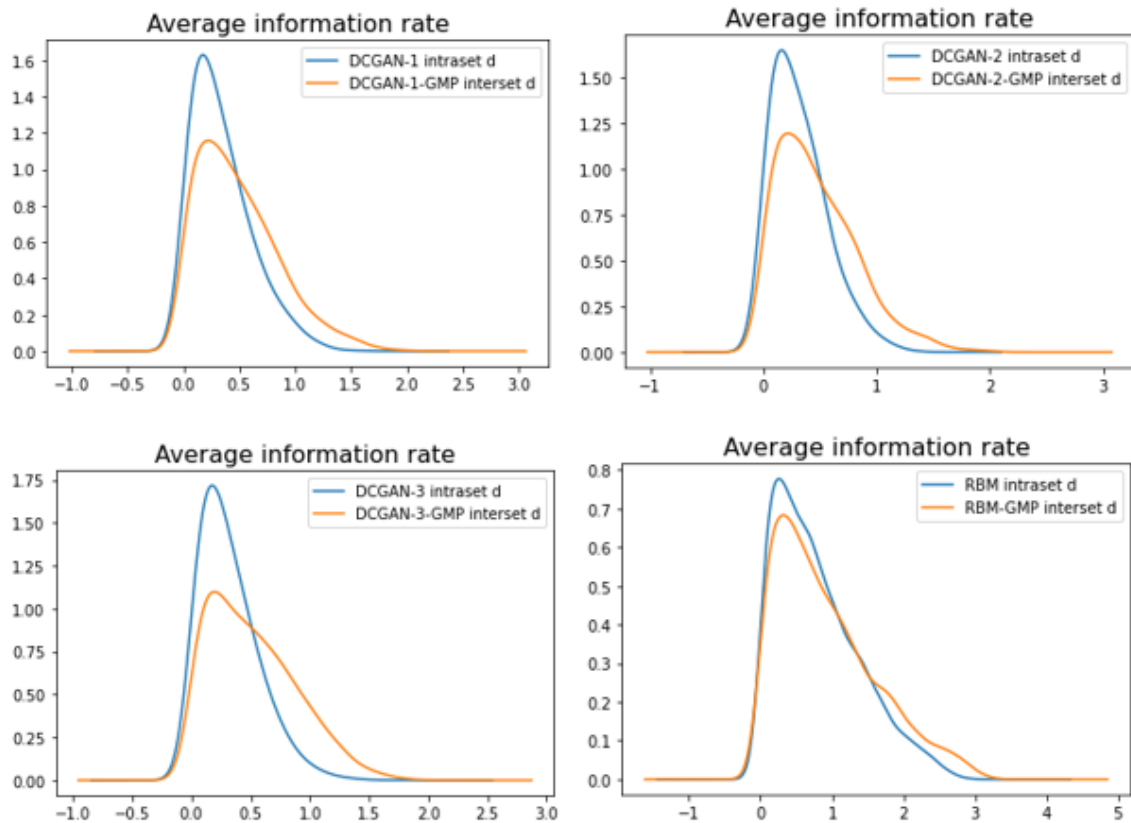 Average information rate
DCGAN-1 intraset d
DCGAN-1-GMP interset d
1.6
1.4
1.2
1.0
0.8
0.6
0.4
0.2
0.0
−1.0 −0.5 0.0 0.5 1.0 1.5 2.0 2.5 3.0
Average information rate
DCGAN-2 intraset d
DCGAN-2-GMP interset d
1.50
1.25
1.00
0.75
0.50
0.25
0.00
−1 0 1 2 3
Average information rate
DCGAN-3 intraset d
DCGAN-3-GMP interset d
1.75
1.50
1.25
1.00
0.75
0.50
0.25
0.00
−1.0 −0.5 0.0 0.5 1.0 1.5 2.0 2.5 3.0
Average information rate
RBM intraset d
RBM-GMP interset d
0.8
0.7
0.6
0.5
0.4
0.3
0.2
0.1
0.0
−1 0 1 2 3 4 5